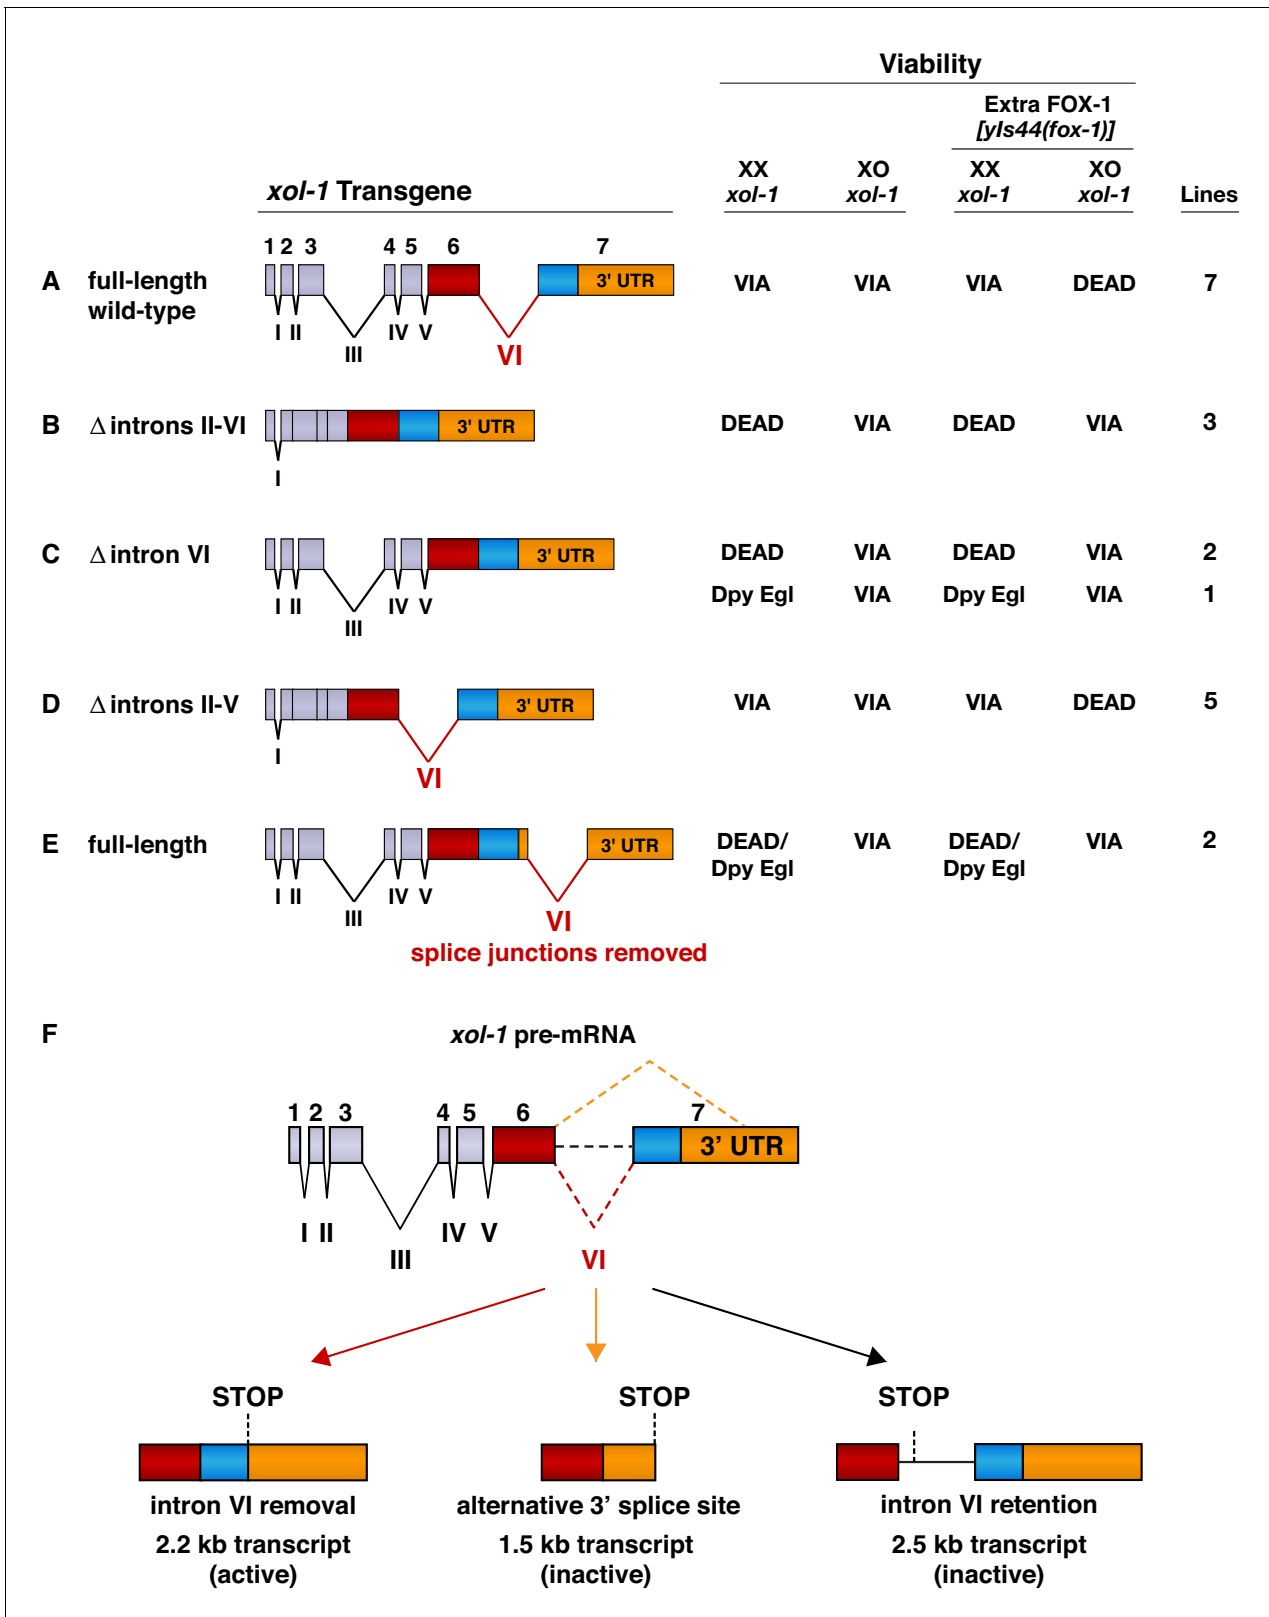 Viability
Extra FOX-1
[yIs44(fox-1)]
XX XO XX XO
xol-1 Transgene xol-1 xol-1 xol-1 xol-1 Lines
1 2 3 4 5 6 7
A full-length wild-type 3' UTR VIA VIA VIA DEAD 7
I II III IV V VI
B Δ introns II-VI 3' UTR DEAD VIA DEAD VIA 3
I
C Δ intron VI 3' UTR DEAD VIA DEAD VIA 2
Dpy Egl VIA Dpy Egl VIA 1
I II III IV V
D Δ introns II-V 3' UTR VIA VIA VIA DEAD 5
I VI
E full-length 3' UTR DEAD/ VIA DEAD/ VIA 2
Dpy Egl Dpy Egl
I II III IV V VI
splice junctions removed
F xol-1 pre-mRNA
1 2 3 4 5 6 7
3’ UTR
I II III IV V VI
STOP STOP STOP
intron VI removal alternative 3’ splice site intron VI retention
2.2 kb transcript 1.5 kb transcript 2.5 kb transcript
(active) (inactive) (inactive)